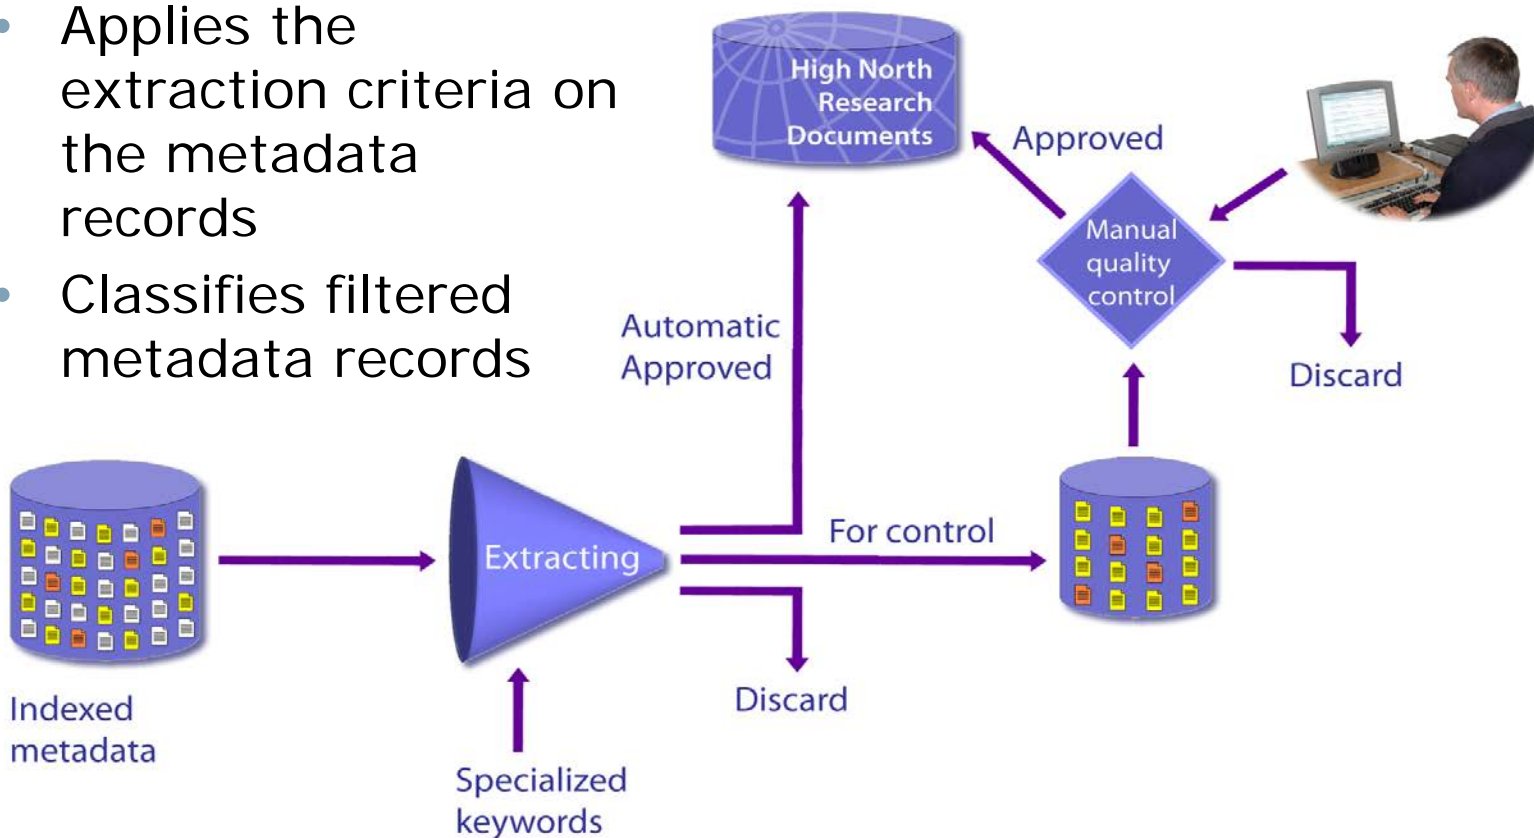 • Applies the
extraction criteria on
the metadata
records
• Classifies filtered
metadata records
High North
Research
Documents
Approved
Manual
quality
control
Automatic
Approved
Discard
For control
Extracting
Discard
Indexed
metadata
Specialized
keywords